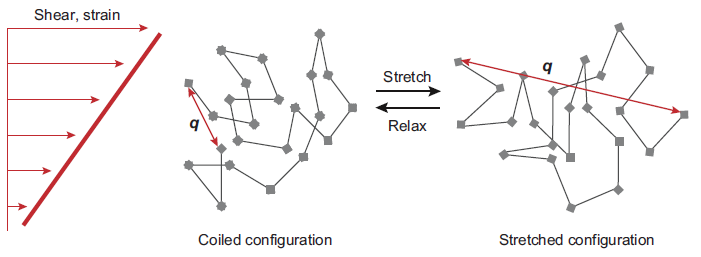 Shear, strain
q
Stretch
Relax
q
Coiled configuration
Stretched configuration